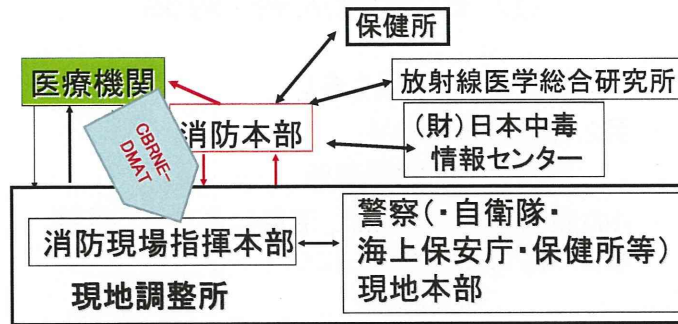 保健所
医療機関
放射線医学総合研究所
CBRNE-
DMAT
消防本部
(財)日本中毒
情報センター
消防現場指揮本部
警察(・自衛隊・
海上保安庁・保健所等)
現地本部
現地調整所